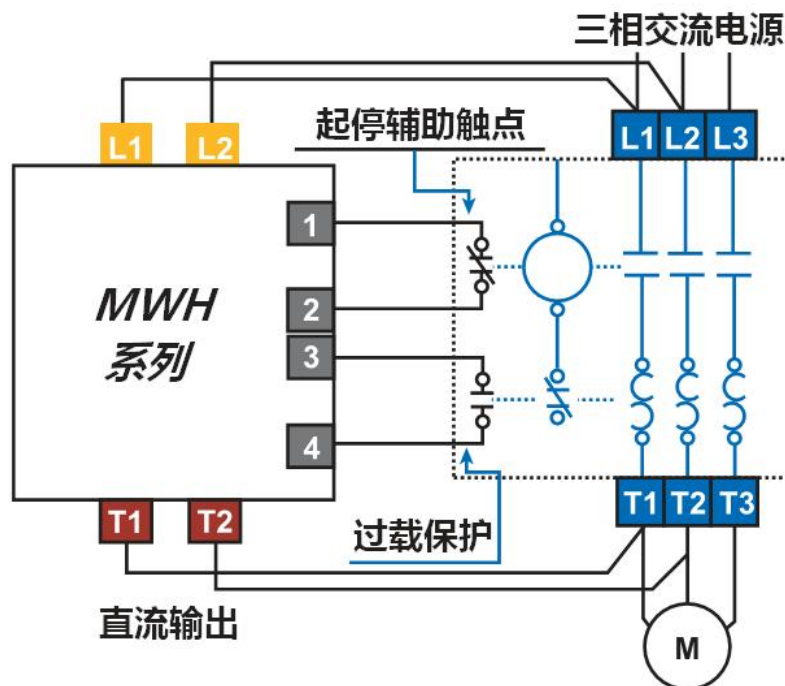 三相交流电源
L1 L2
起停辅助触点
L1 L2 L3
1
MWH
系列
2
3
4
T1 T2
过载保护
T1 T2 T3
直流输出
M